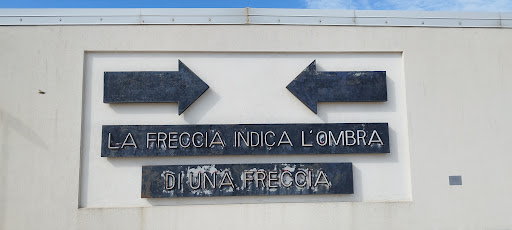 LA FRECCIA INDICA L'OMBRA
DI UNA FRECCIA